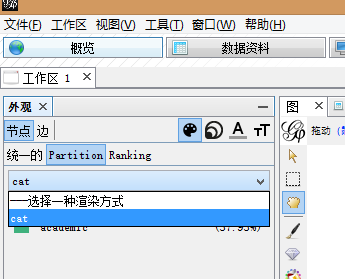 文件(F) 工作区 视图(V) 工具(T) 窗口(W) 帮助(H)
概览 数据资料
工作区 1 ×
外观 × 图 ×
节点 边 A TT 拖动
统一的 Partition Ranking
cat
---选择一种渲染方式
cat
academic (37.93%)